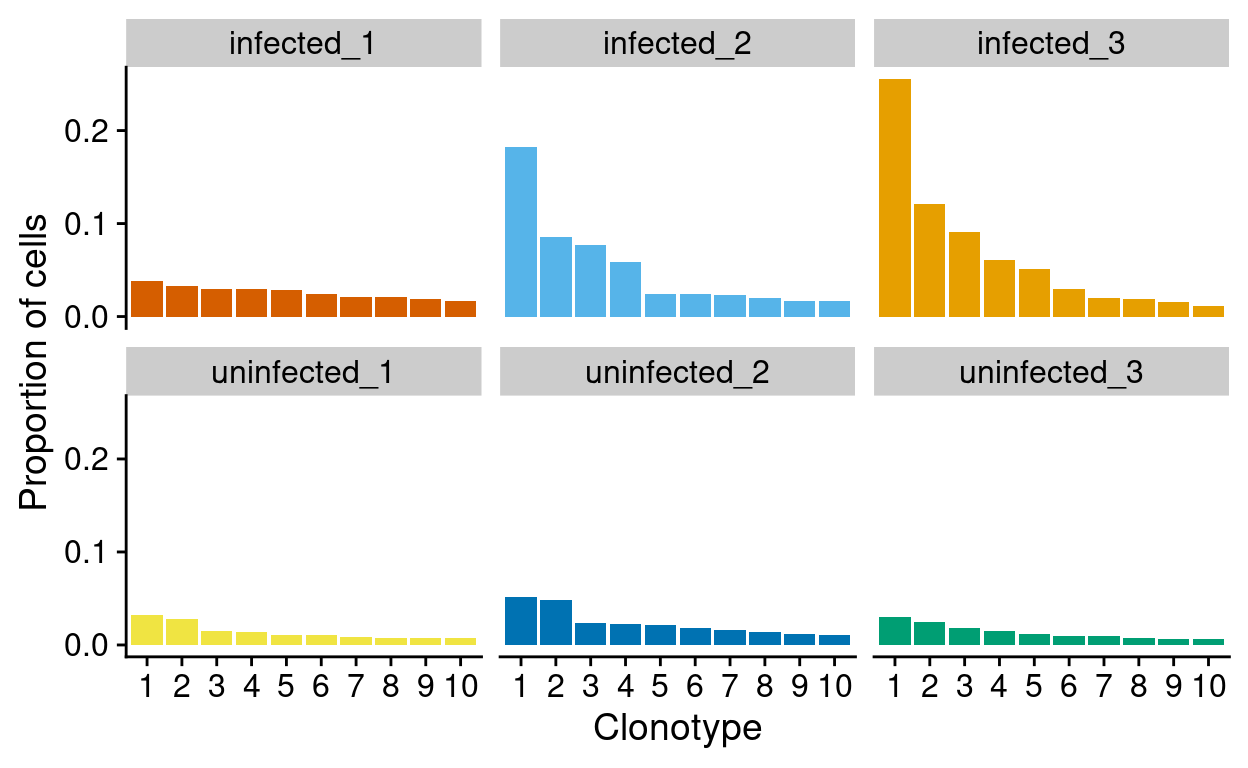 infected_1 infected_2 infected_3
0.2
0.1
0.0
uninfected_1 uninfected_2 uninfected_3
0.2
0.1
0.0
1 2 3 4 5 6 7 8 9 10 1 2 3 4 5 6 7 8 9 10 1 2 3 4 5 6 7 8 9 10
Clonotype
Proportion of cells